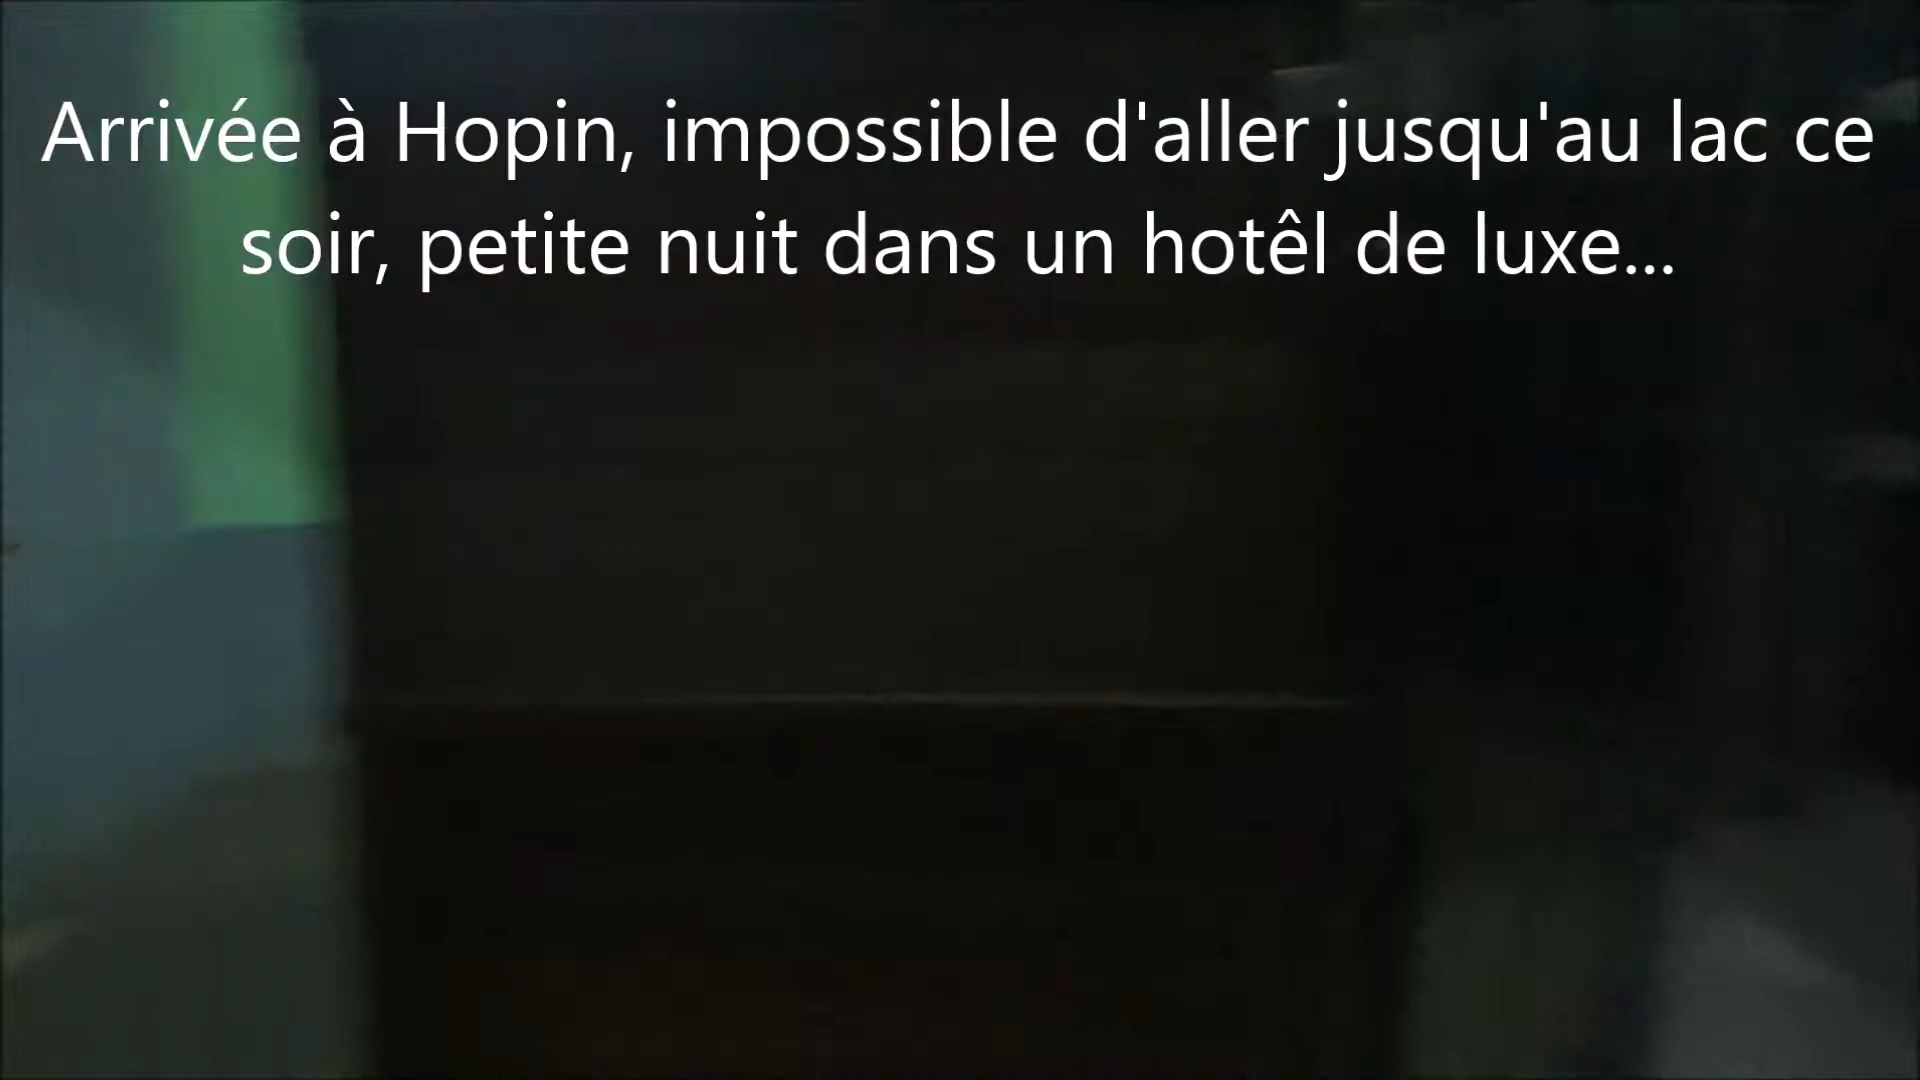 Arrivée à Hopin, impossible d'aller jusqu'au lac ce
soir, petite nuit dans un hotêl de luxe...